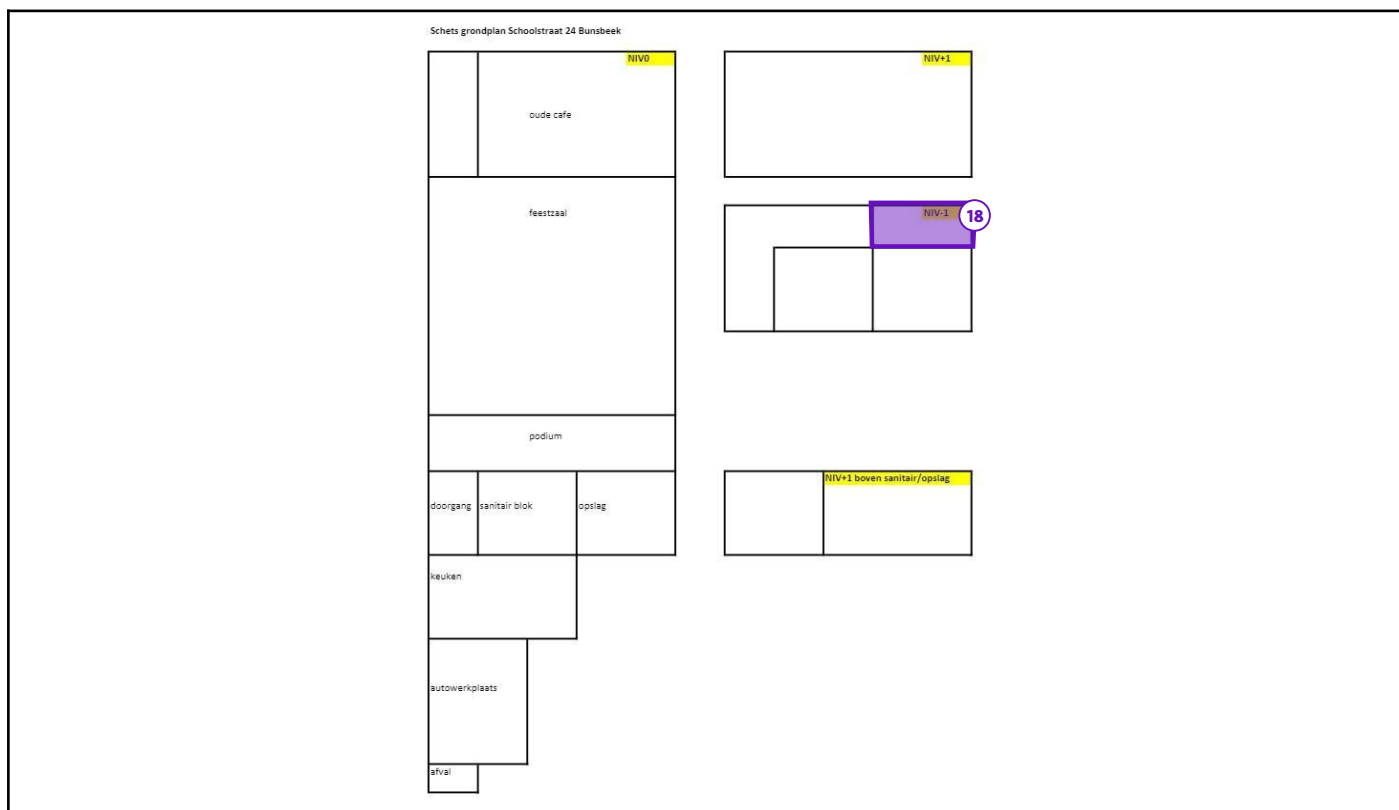 Schets grondplan Schoolstraat 24 Bunsbeek
NIV0
NIV+1
oude cafe
feestzaal
NIV-1
18
podium
NIV+1 boven sanitair/opslag
doorgang
sanitair blok
opslag
keuken
autowerkplaats
afval